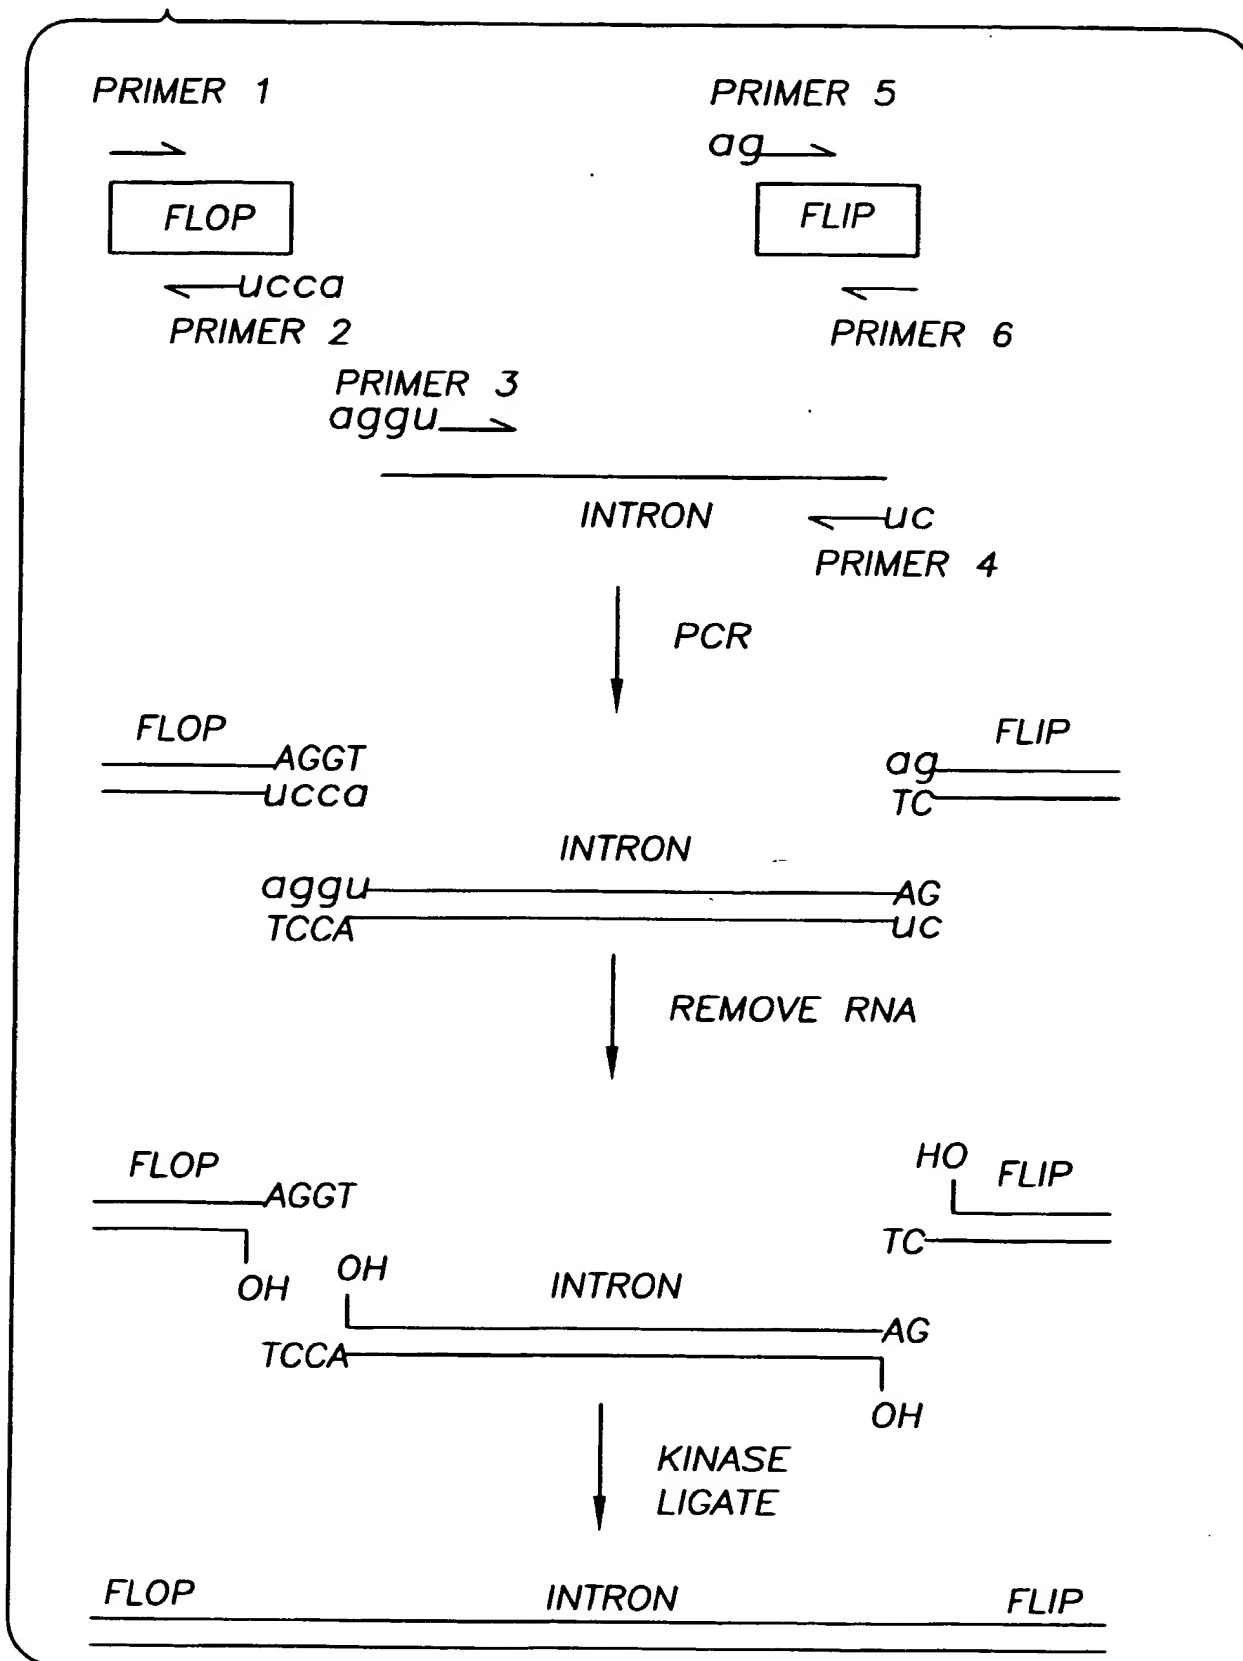 PRIMER 1
PRIMER 5
ag
FLOP
FLIP
ucca
PRIMER 2
PRIMER 6
PRIMER 3
aggu
INTRON
uc
PRIMER 4
PCR
FLOP
AGGT
ucca
FLIP
ag
TC
INTRON
aggu
AG
TCCA
uc
REMOVE RNA
FLOP
AGGT
OH
HO
FLIP
TC
OH
INTRON
AG
TCCA
OH
KINASE
LIGATE
FLOP
INTRON
FLIP